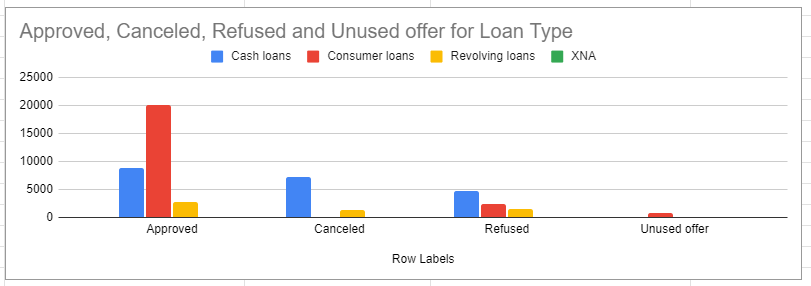 Approved, Canceled, Refused and Unused offer for Loan Type
Cash loans Consumer loans Revolving loans XNA
25000
20000
15000
10000
5000
0
Approved Canceled Refused Unused offer
Row Labels